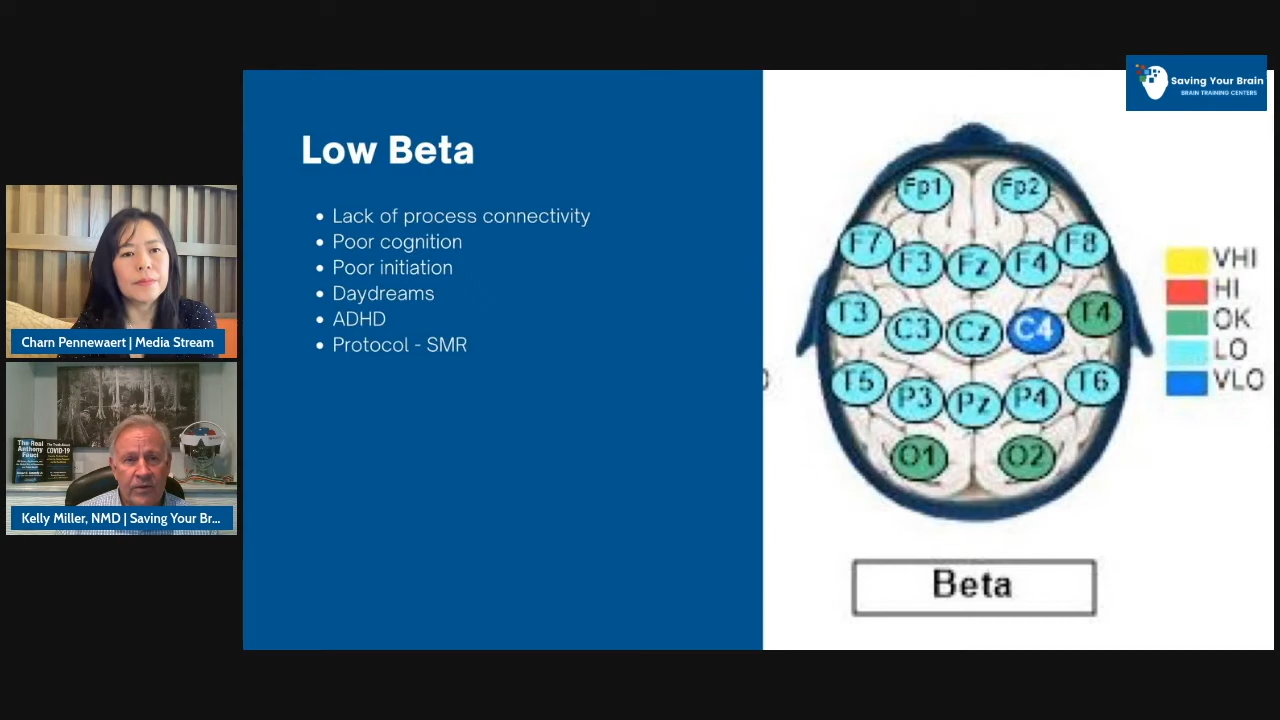 Saving Your Brain
BRAIN TRAINING CENTERS
Low Beta
Lack of process connectivity
Poor cognition
Poor initiation
Daydreams
ADHD
Protocol - SMR
Fp1 Fp2
F7 F3 Fz F4 F8
T3 C3 Cz C4 T4
T5 P3 Pz P4 T6
O1 O2
VHI
HI
OK
LO
VLO
Beta
Charn Pennewaert | Media Stream
The Real
Anthony
Fauci
COVID-19
Kelly Miller, NMD | Saving Your Br...